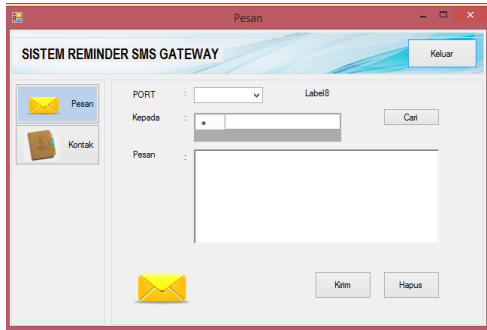 Pesan
SISTEM REMINDER SMS GATEWAY
Keluar
Pesan
Kontak
PORT :
Label8
Kepada :
Cari
Pesan :
Kirim
Hapus